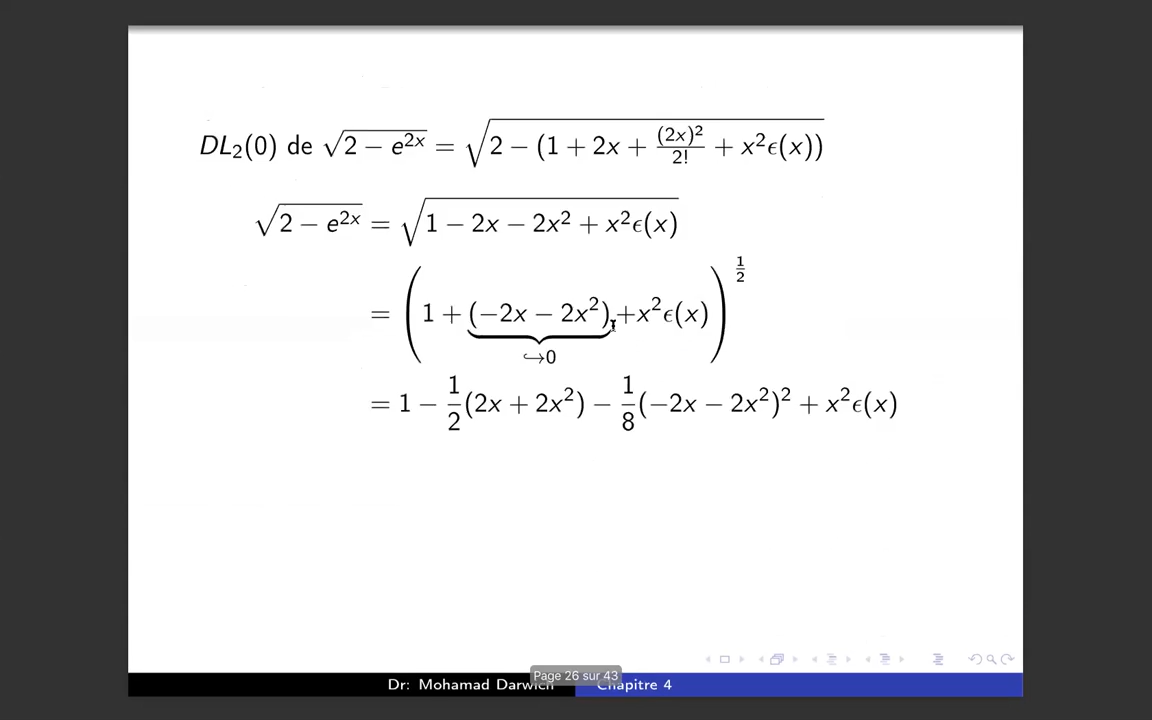 DL₂(0) de √(2 − e²ˣ) = √(2 − (1 + 2x + (2x)²/2! + x²ϵ(x)))
√(2 − e²ˣ) = √(1 − 2x − 2x² + x²ϵ(x))
= (1 + (−2x − 2x²) + x²ϵ(x))^(1/2)
↪0
= 1 − 1/2(2x + 2x²) − 1/8(−2x − 2x²)² + x²ϵ(x)
Page 26 sur 43
Dr: Mohamad Darwich Chapitre 4